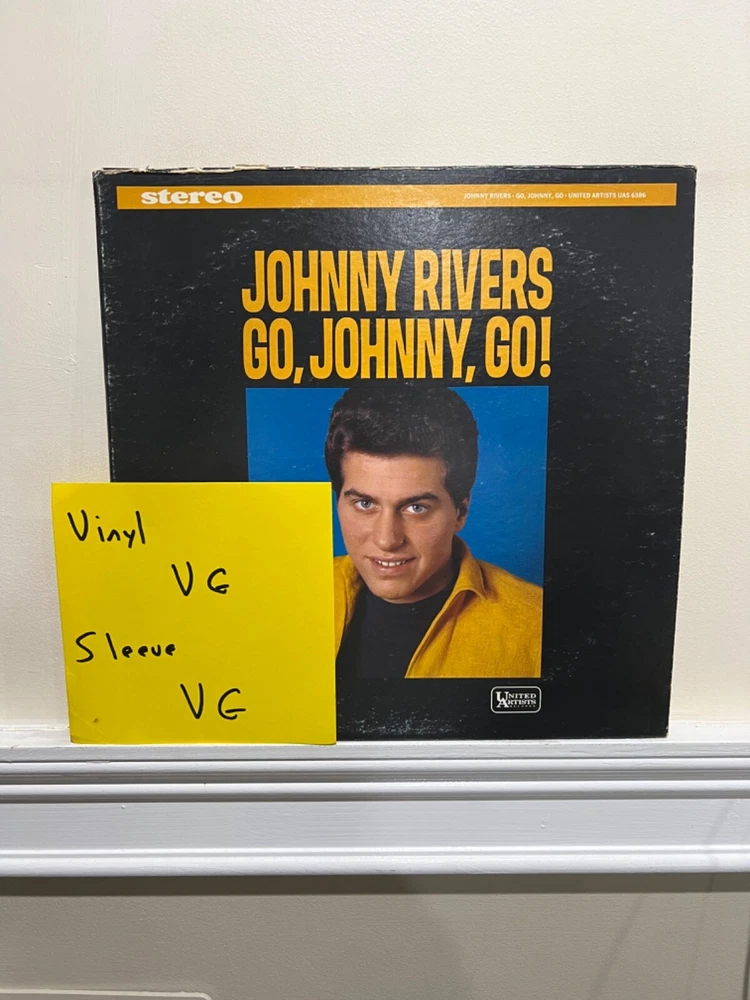 stereo
JOHNNY RIVERS • GO, JOHNNY, GO • UNITED ARTISTS UAS 6386
JOHNNY RIVERS
GO, JOHNNY, GO!
Vinyl
VG
Sleeve
VG
UNITED
ARTISTS